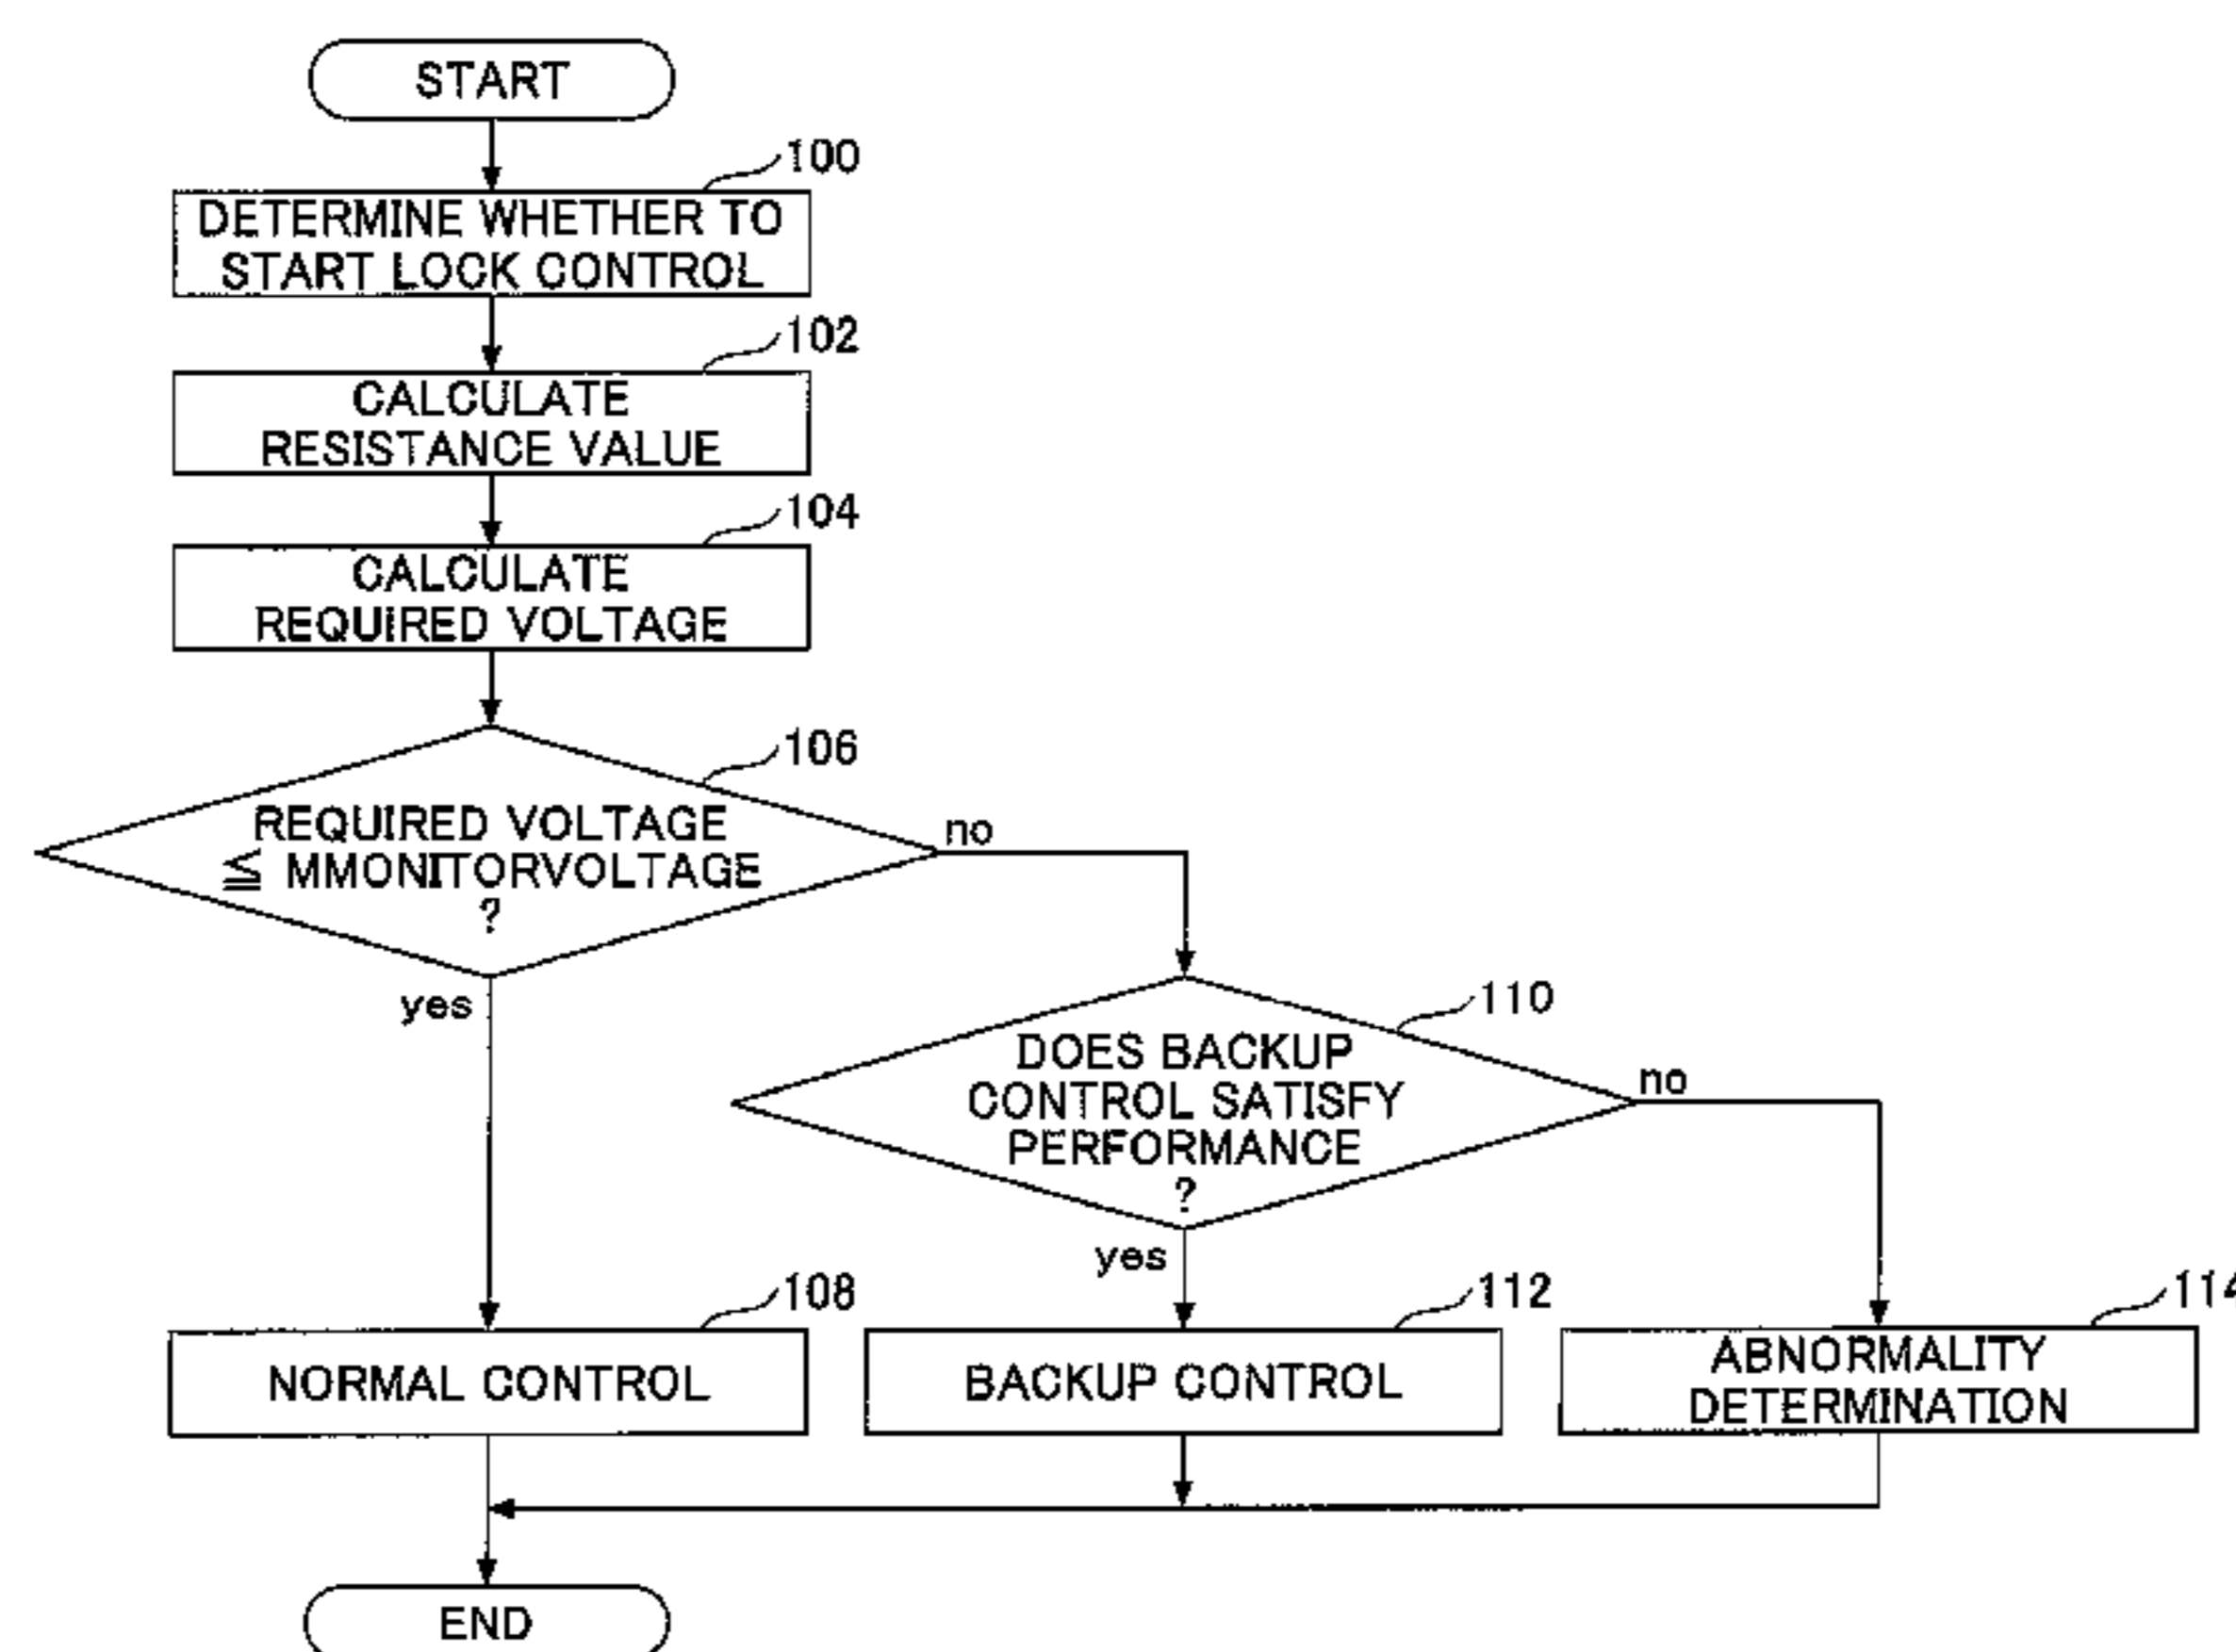 START
100
DETERMINE WHETHER TO
START LOCK CONTROL
102
CALCULATE
RESISTANCE VALUE
104
CALCULATE
REQUIRED VOLTAGE
106
REQUIRED VOLTAGE
≦ MMONITORVOLTAGE
?
no
yes
110
DOES BACKUP
CONTROL SATISFY
PERFORMANCE
?
no
yes
108
NORMAL CONTROL
112
BACKUP CONTROL
114
ABNORMALITY
DETERMINATION
END